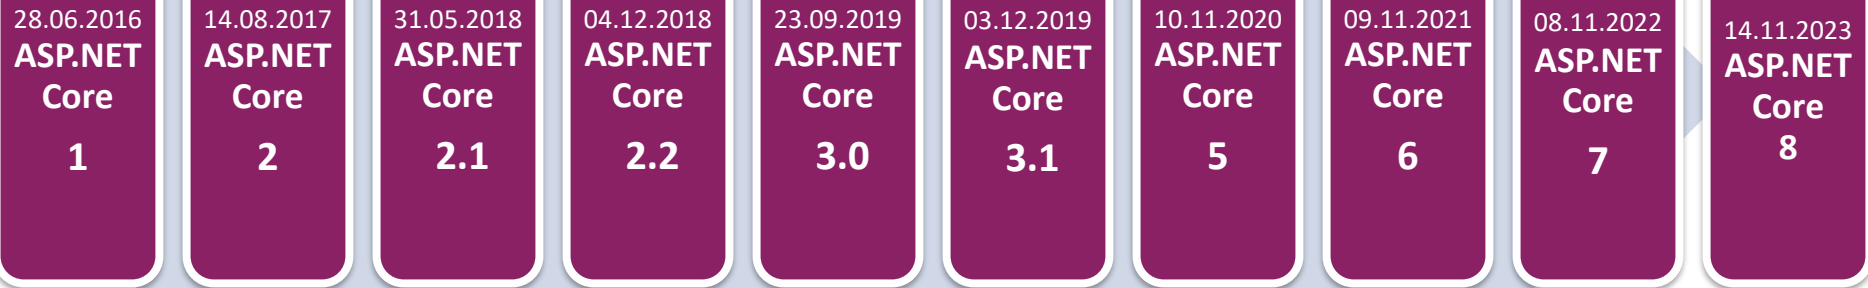 28.06.2016
ASP.NET
Core
1
14.08.2017
ASP.NET
Core
2
31.05.2018
ASP.NET
Core
2.1
04.12.2018
ASP.NET
Core
2.2
23.09.2019
ASP.NET
Core
3.0
03.12.2019
ASP.NET
Core
3.1
10.11.2020
ASP.NET
Core
5
09.11.2021
ASP.NET
Core
6
08.11.2022
ASP.NET
Core
7
14.11.2023
ASP.NET
Core
8